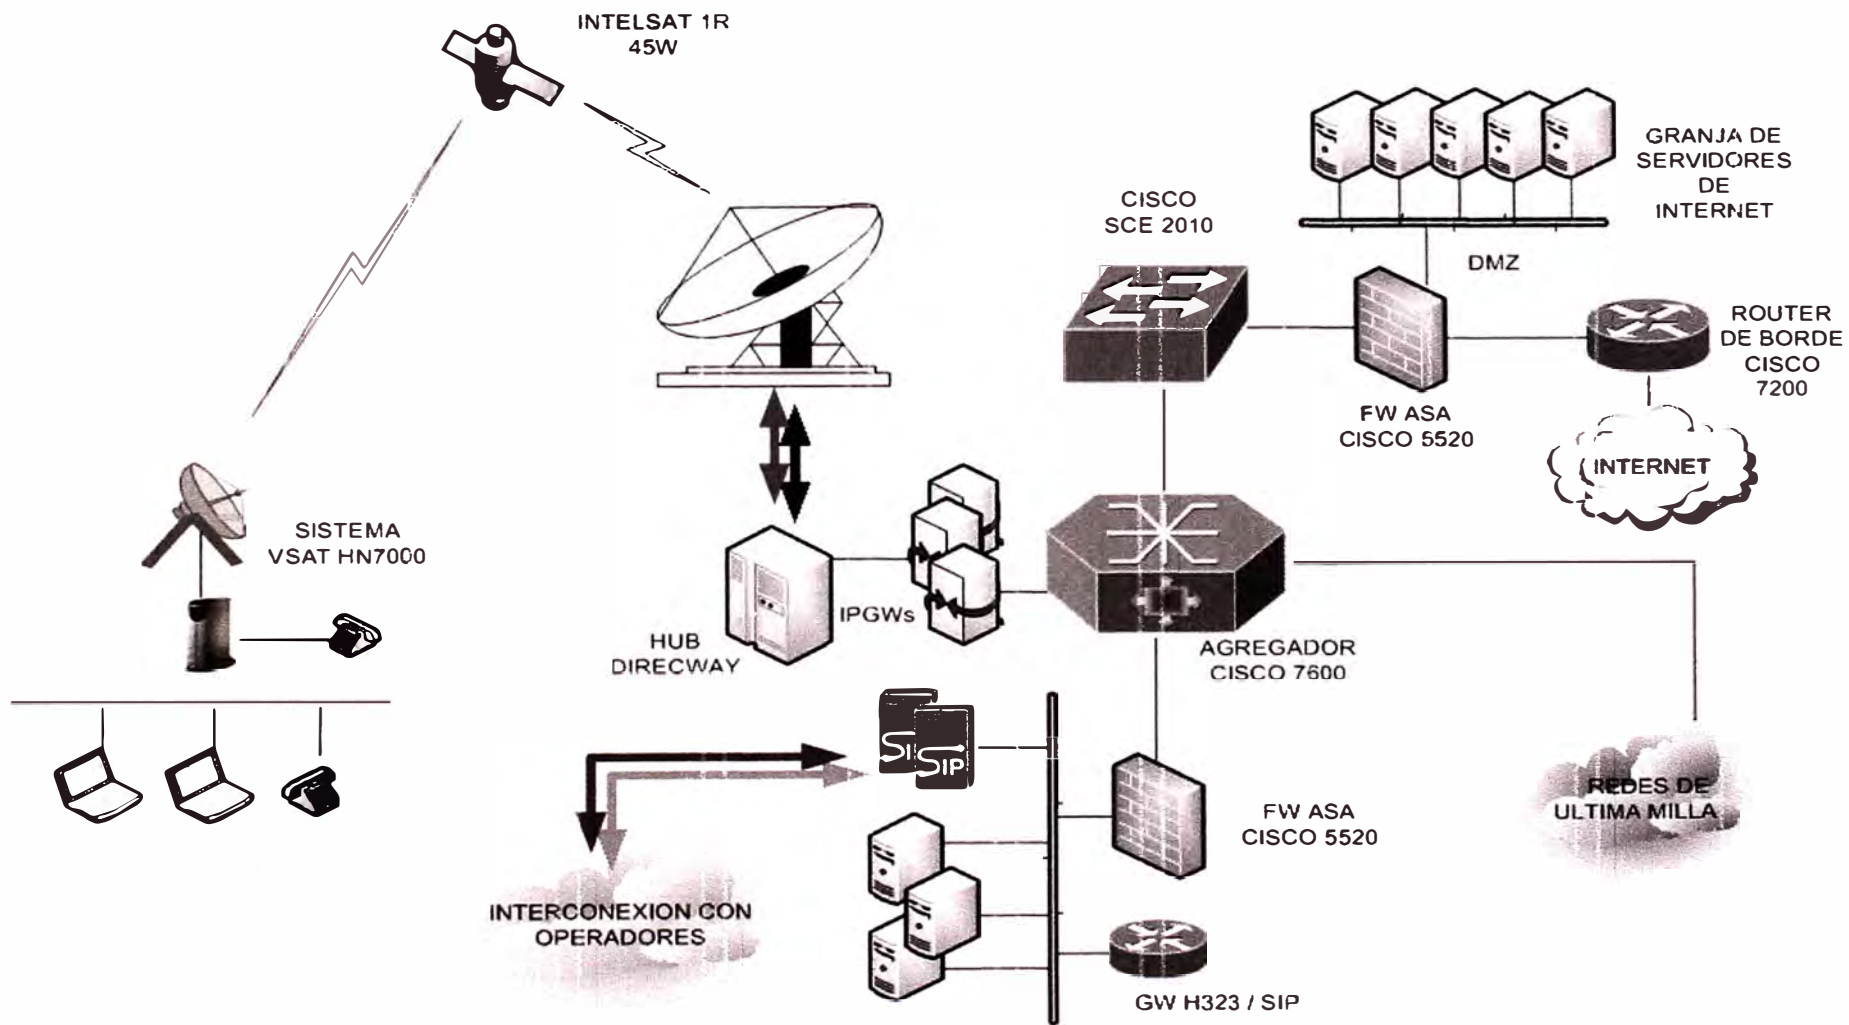 INTELSAT 1R
45W
GRANJA DE
SERVIDORES
DE
INTERNET
CISCO
SCE 2010
DMZ
ROUTER
DE BORDE
CISCO
7200
FW ASA
CISCO 5520
INTERNET
SISTEMA
VSAT HN7000
IPGWs
HUB
DIRECWAY
AGREGADOR
CISCO 7600
SI
SIP
REDES DE
ULTIMA MILLA
FW ASA
CISCO 5520
INTERCONEXION CON
OPERADORES
GW H323 / SIP